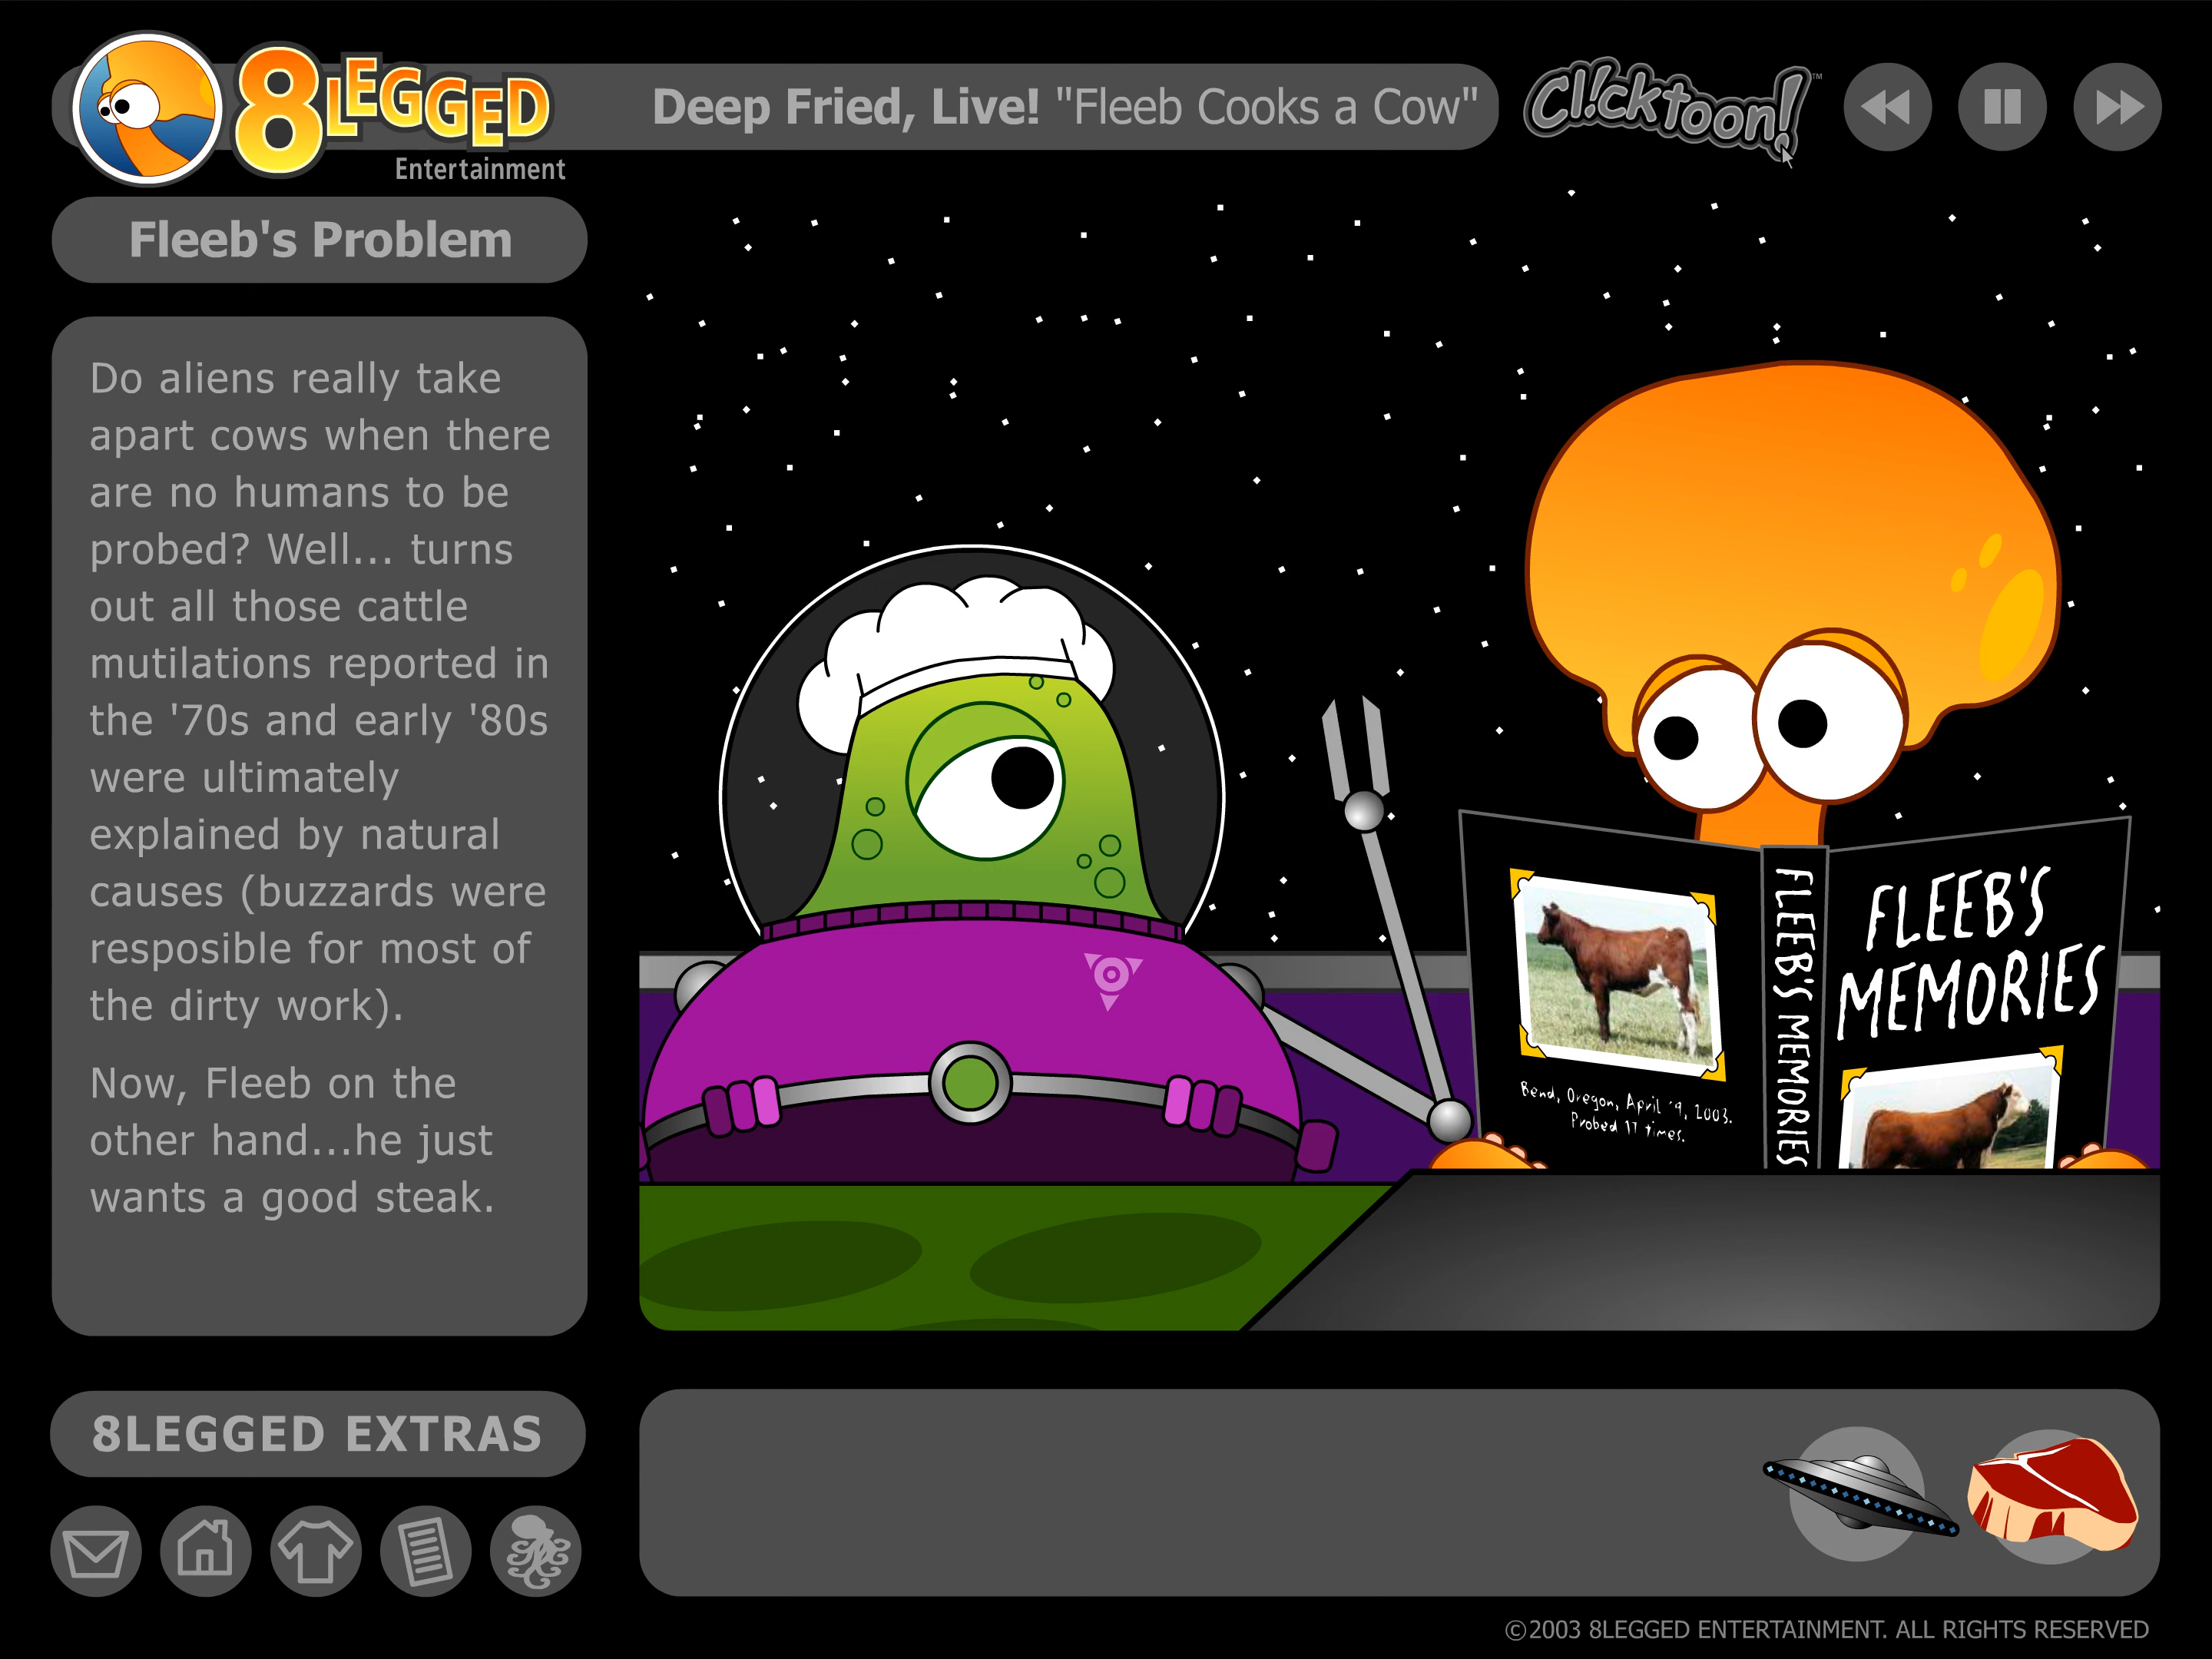 8LEGGED
Entertainment
Deep Fried, Live! "Fleeb Cooks a Cow"
Cl!cktoon!™
Fleeb's Problem
Do aliens really take
apart cows when there
are no humans to be
probed? Well... turns
out all those cattle
mutilations reported in
the '70s and early '80s
were ultimately
explained by natural
causes (buzzards were
resposible for most of
the dirty work).
Now, Fleeb on the
other hand...he just
wants a good steak.
Bend, Oregon, April '9, 2003.
Probed 17 times.
FLEEB'S MEMORIES
FLEEB'S
MEMORIES
8LEGGED EXTRAS
©2003 8LEGGED ENTERTAINMENT. ALL RIGHTS RESERVED